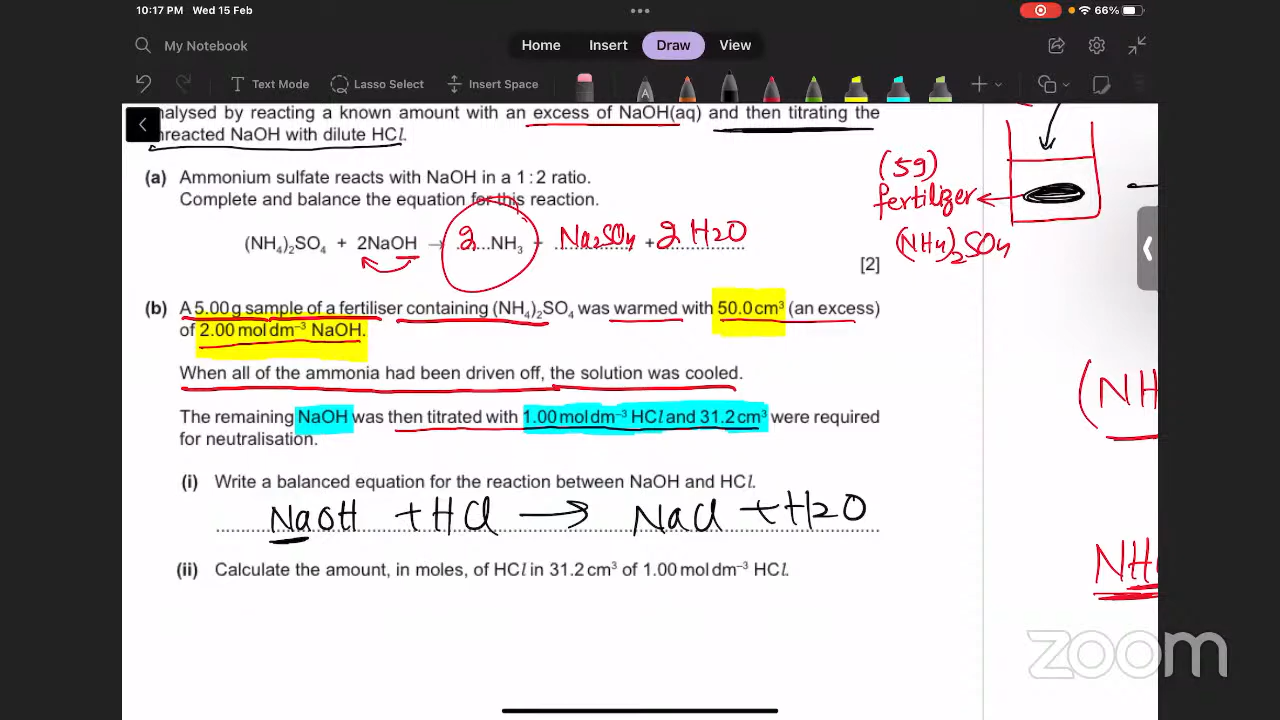 10:17 PM Wed 15 Feb
66%
My Notebook
Home Insert Draw View
Text Mode Lasso Select Insert Space
nalysed by reacting a known amount with an excess of NaOH(aq) and then titrating the
nreacted NaOH with dilute HCl.
(a) Ammonium sulfate reacts with NaOH in a 1 : 2 ratio.
Complete and balance the equation for this reaction.
(NH₄)₂SO₄ + 2NaOH → 2 NH₃ + Na₂SO₄ + 2 H2O
[2]
(59)
fertilizer
(NH₄)₂SO₄
(b) A 5.00 g sample of a fertiliser containing (NH₄)₂SO₄ was warmed with 50.0 cm³ (an excess)
of 2.00 mol dm⁻³ NaOH.
When all of the ammonia had been driven off, the solution was cooled.
The remaining NaOH was then titrated with 1.00 mol dm⁻³ HCl and 31.2 cm³ were required
for neutralisation.
(NH
(i) Write a balanced equation for the reaction between NaOH and HCl.
NaOH + HCl → NaCl + H2O
NH
(ii) Calculate the amount, in moles, of HCl in 31.2 cm³ of 1.00 mol dm⁻³ HCl.
zoom